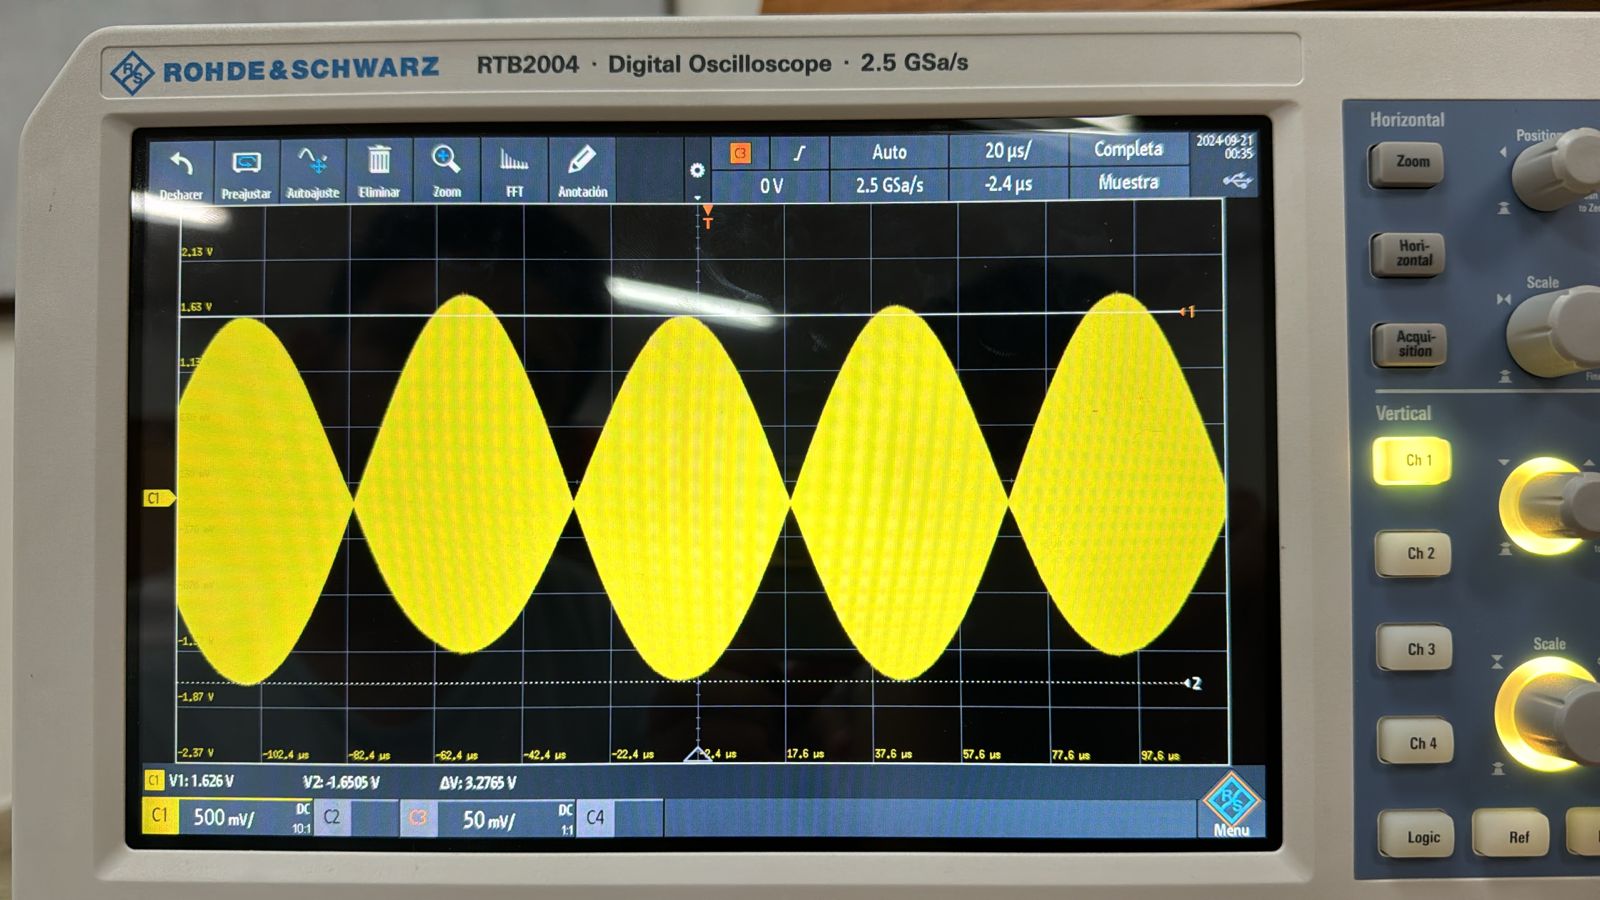 ROHDE&SCHWARZ RTB2004 · Digital Oscilloscope · 2.5 GSa/s
Deshacer Preajustar Autoajuste Eliminar Zoom FFT Anotación
C3 Auto 20 µs/ Completa
0 V 2.5 GSa/s -2.4 µs Muestra
2024-09-21
00:35
T
2.13 V
1.63 V
1.13
C1
-1.87 V
-2.37 V
-102.4 µs -82.4 µs -62.4 µs -42.4 µs -22.4 µs -2.4 µs 17.6 µs 37.6 µs 57.6 µs 77.6 µs 97.6 µs
1
2
C1 V1: 1.626 V V2: -1.6505 V ΔV: 3.2765 V
C1 500 mV/ DC 10:1 C2 C3 50 mV/ DC 1:1 C4
Menu
Horizontal
Position
Zoom
to Ze
Hori-
zontal
Scale
Acqui-
sition
Fine
Vertical
Ch 1
Ch 2
Ch 3
Scale
Ch 4
Logic Ref